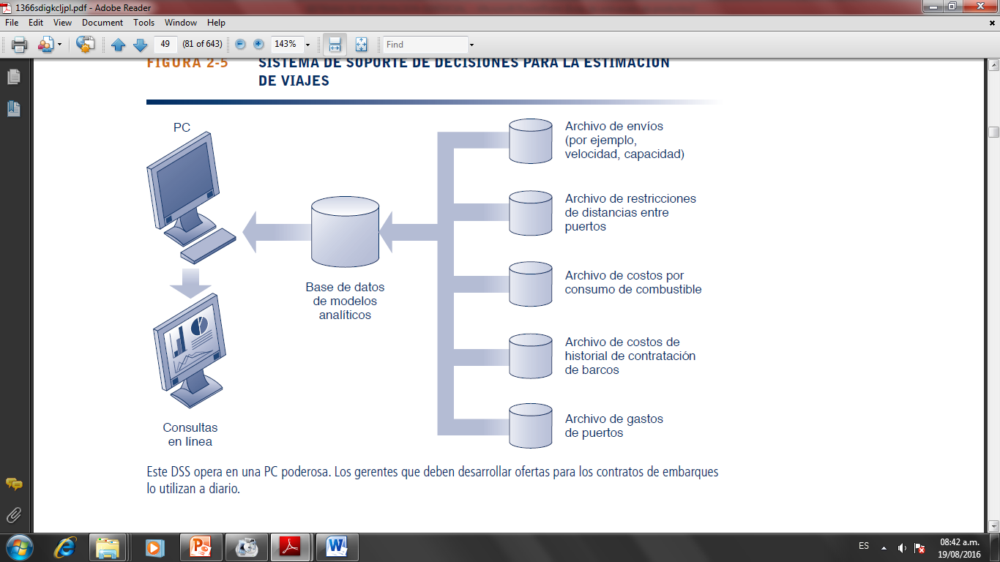 1366sdigkcljpl.pdf - Adobe Reader
File Edit View Document Tools Window Help
49 (81 of 643) 143% Find
FIGURA 2-5 SISTEMA DE SOPORTE DE DECISIONES PARA LA ESTIMACIÓN
DE VIAJES
PC
Archivo de envíos
(por ejemplo,
velocidad, capacidad)
Archivo de restricciones
de distancias entre
puertos
Base de datos
de modelos
analíticos
Archivo de costos por
consumo de combustible
Archivo de costos de
historial de contratación
de barcos
Archivo de gastos
de puertos
Consultas
en línea
Este DSS opera en una PC poderosa. Los gerentes que deben desarrollar ofertas para los contratos de embarques
lo utilizan a diario.
ES
08:42 a.m.
19/08/2016